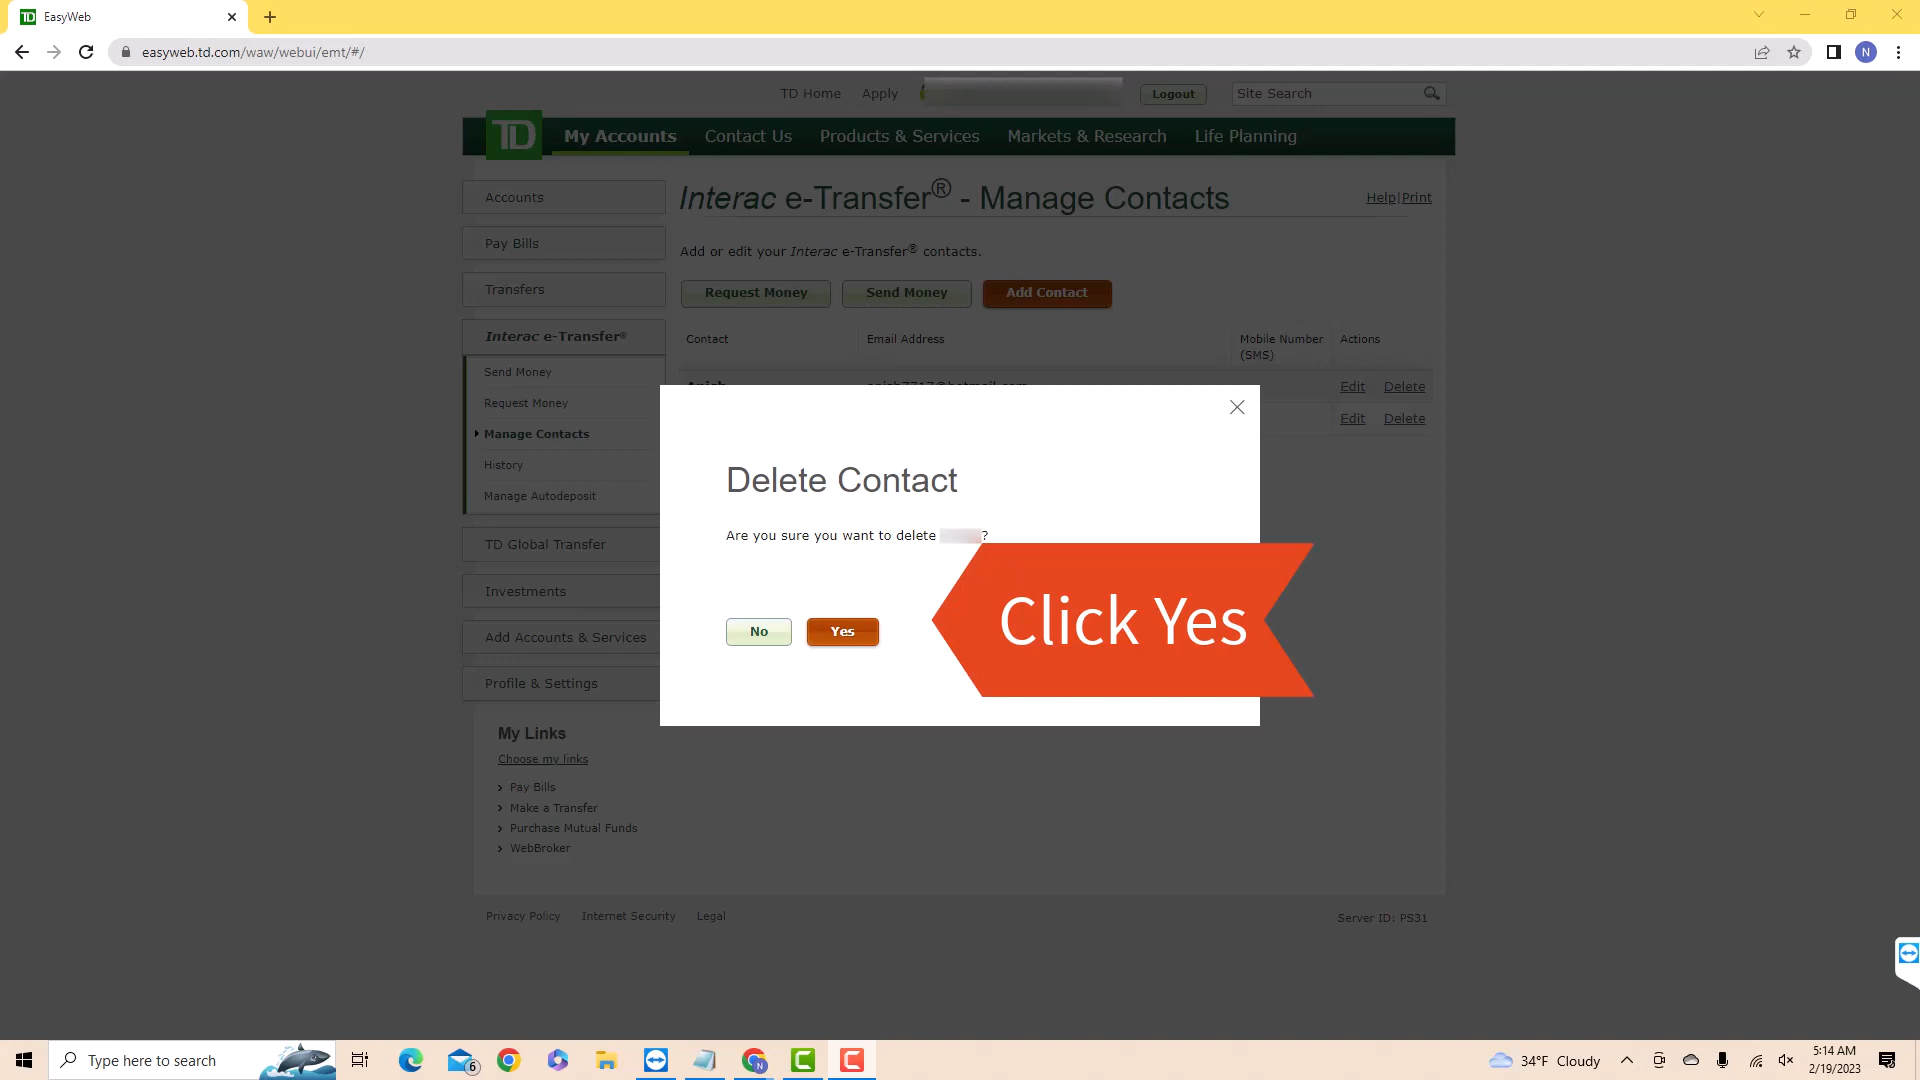 EasyWeb
easyweb.td.com/waw/webui/emt/#/
N
TD Home Apply Logout Site Search
TD My Accounts Contact Us Products & Services Markets & Research Life Planning
Interac e-Transfer® - Manage Contacts
Help|Print
Add or edit your Interac e-Transfer® contacts.
Request Money Send Money Add Contact
Contact Email Address Mobile Number (SMS) Actions
Edit Delete
Edit Delete
Accounts
Pay Bills
Transfers
Interac e-Transfer®
Send Money
Request Money
Manage Contacts
History
Manage Autodeposit
TD Global Transfer
Investments
Add Accounts & Services
Profile & Settings
My Links
Choose my links
Pay Bills
Make a Transfer
Purchase Mutual Funds
WebBroker
Delete Contact
Are you sure you want to delete ?
No Yes
Click Yes
Privacy Policy Internet Security Legal
Server ID: PS31
Type here to search
6
N
34°F Cloudy
5:14 AM
2/19/2023